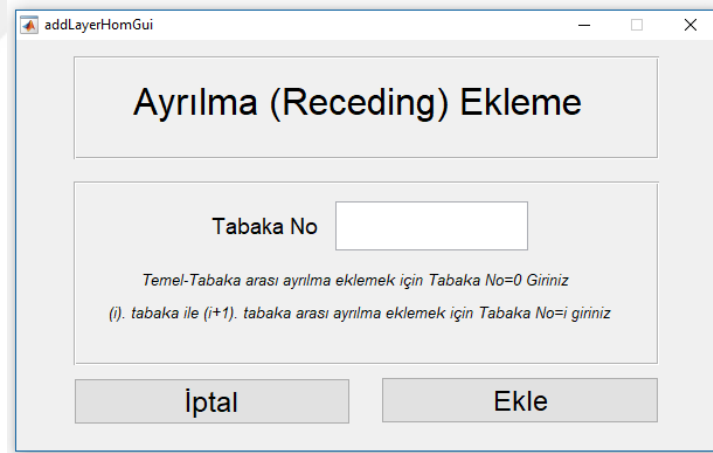 addLayerHomGui
Ayrılma (Receding) Ekleme
Tabaka No
Temel-Tabaka arası ayrılma eklemek için Tabaka No=0 Giriniz
(i). tabaka ile (i+1). tabaka arası ayrılma eklemek için Tabaka No=i giriniz
İptal
Ekle